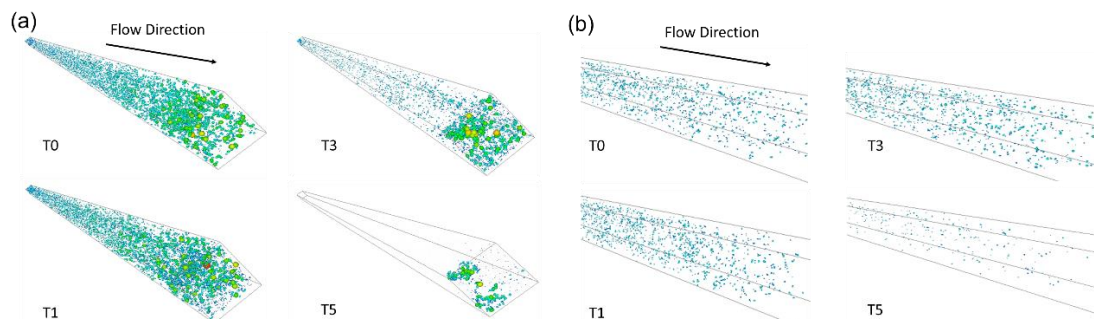 (a)
Flow Direction
T0
T3
T1
T5
(b)
Flow Direction
T0
T3
T1
T5